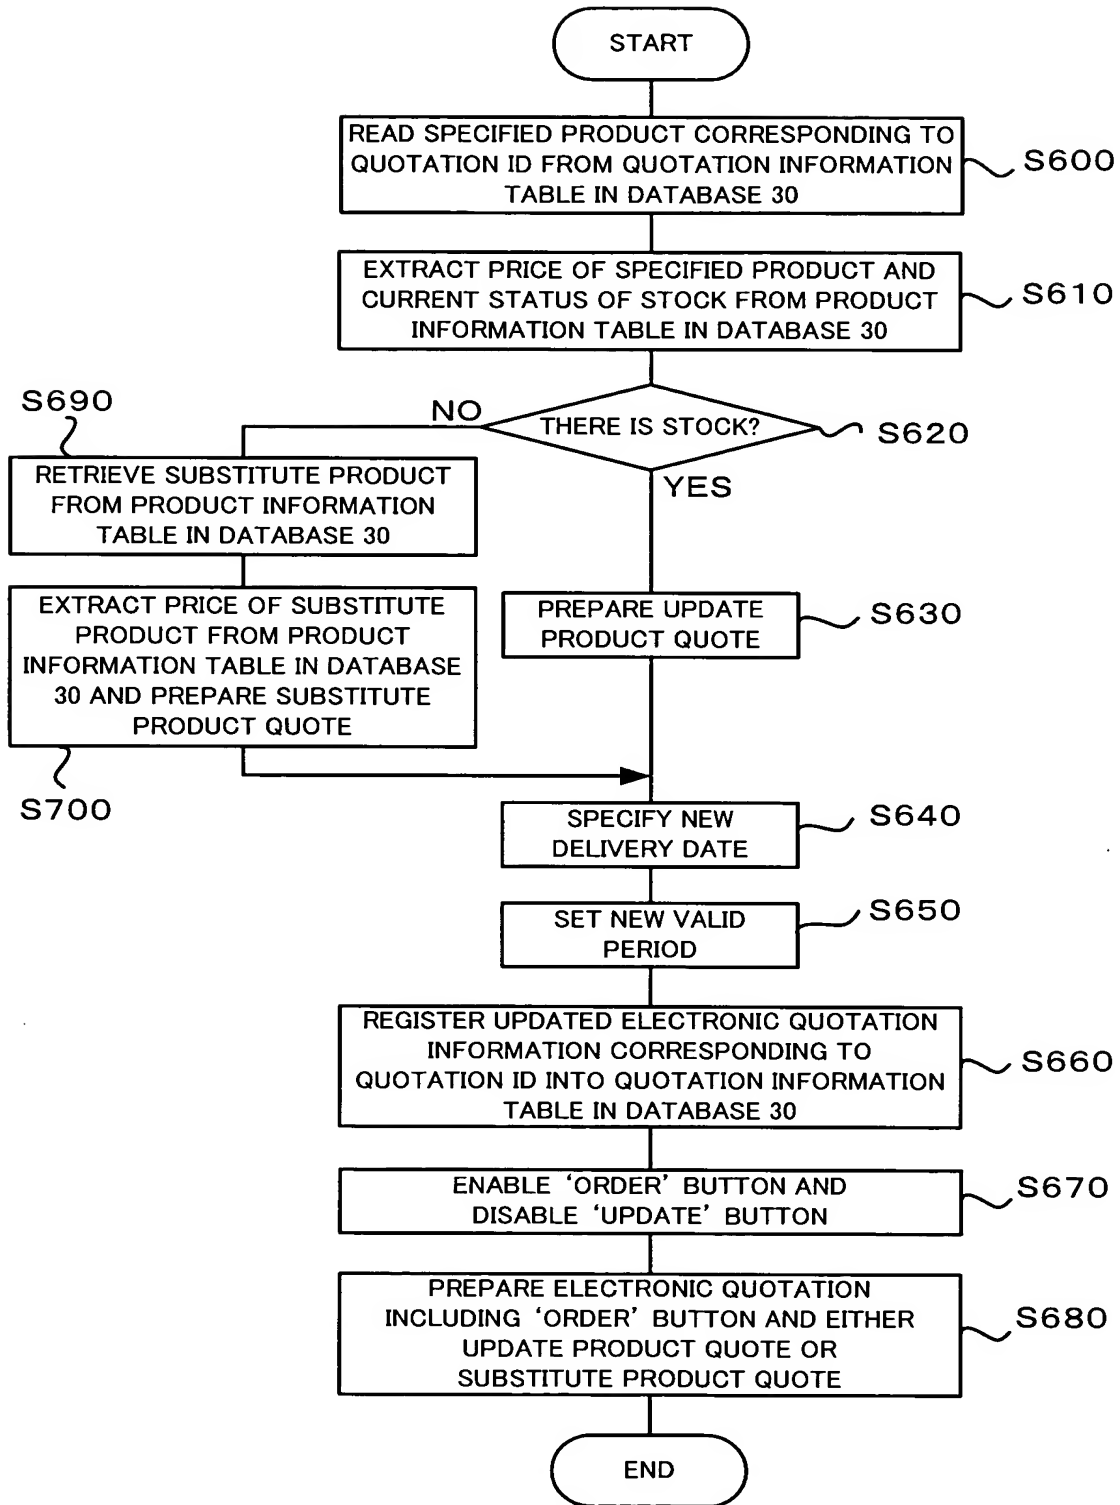 START
READ SPECIFIED PRODUCT CORRESPONDING TO
QUOTATION ID FROM QUOTATION INFORMATION
TABLE IN DATABASE 30
S600
EXTRACT PRICE OF SPECIFIED PRODUCT AND
CURRENT STATUS OF STOCK FROM PRODUCT
INFORMATION TABLE IN DATABASE 30
S610
THERE IS STOCK?
S620
NO
YES
S690
RETRIEVE SUBSTITUTE PRODUCT
FROM PRODUCT INFORMATION
TABLE IN DATABASE 30
EXTRACT PRICE OF SUBSTITUTE
PRODUCT FROM PRODUCT
INFORMATION TABLE IN DATABASE
30 AND PREPARE SUBSTITUTE
PRODUCT QUOTE
S700
PREPARE UPDATE
PRODUCT QUOTE
S630
SPECIFY NEW
DELIVERY DATE
S640
SET NEW VALID
PERIOD
S650
REGISTER UPDATED ELECTRONIC QUOTATION
INFORMATION CORRESPONDING TO
QUOTATION ID INTO QUOTATION INFORMATION
TABLE IN DATABASE 30
S660
ENABLE ‘ORDER’ BUTTON AND
DISABLE ‘UPDATE’ BUTTON
S670
PREPARE ELECTRONIC QUOTATION
INCLUDING ‘ORDER’ BUTTON AND EITHER
UPDATE PRODUCT QUOTE OR
SUBSTITUTE PRODUCT QUOTE
S680
END